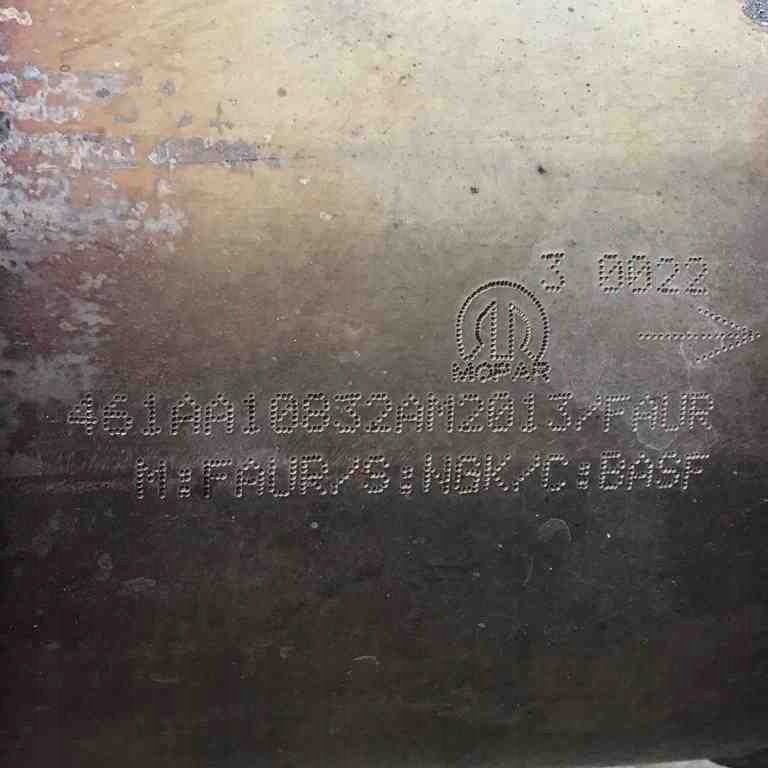 3 0022
MOPAR
461AA10832AM2013/FAUR
M:FAUR/S:NGK/C:BASF